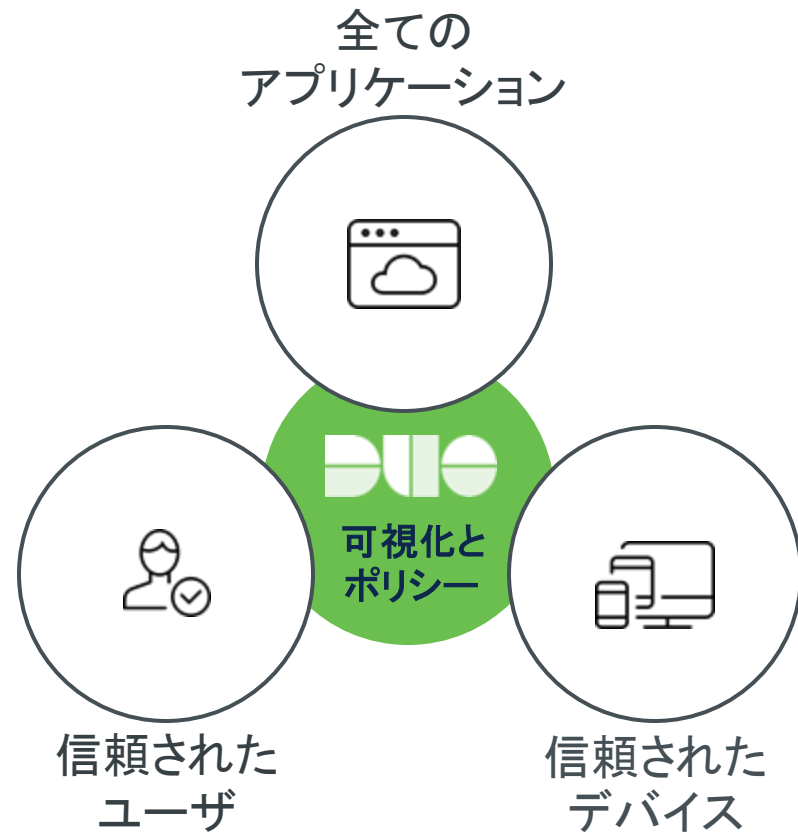 全ての
アプリケーション
DUO
可視化と
ポリシー
信頼された
ユーザ
信頼された
デバイス